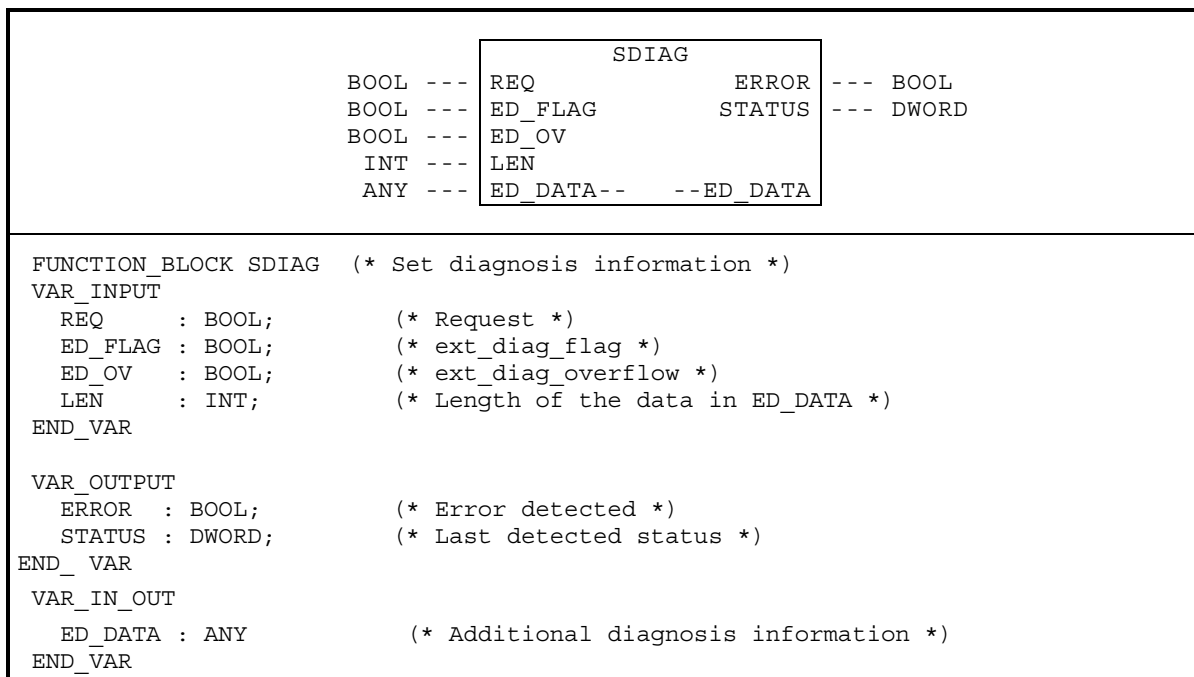 SDIAG
BOOL --- REQ ERROR --- BOOL
BOOL --- ED_FLAG STATUS --- DWORD
BOOL --- ED_OV
INT --- LEN
ANY --- ED_DATA-- --ED_DATA
FUNCTION_BLOCK SDIAG (* Set diagnosis information *)
VAR_INPUT
REQ : BOOL; (* Request *)
ED_FLAG : BOOL; (* ext_diag_flag *)
ED_OV : BOOL; (* ext_diag_overflow *)
LEN : INT; (* Length of the data in ED_DATA *)
END_VAR
VAR_OUTPUT
ERROR : BOOL; (* Error detected *)
STATUS : DWORD; (* Last detected status *)
END_ VAR
VAR_IN_OUT
ED_DATA : ANY (* Additional diagnosis information *)
END_VAR